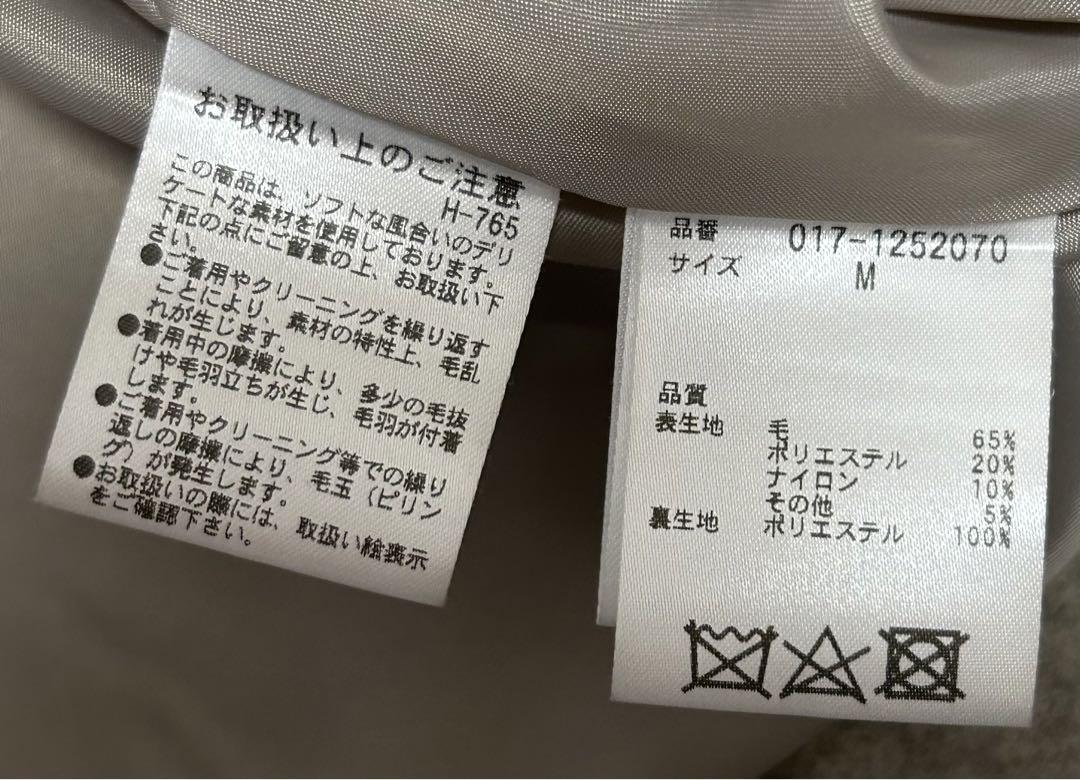 お取扱い上のご注意
H-765
この商品は、ソフトな風合いのデリ
ケートな素材を使用しております。
下記の点にご留意の上、お取扱い下
さい。
●ご着用やクリーニングを繰り返す
ことにより、素材の特性上、毛乱
れが生じます。
●着用中の摩擦により、多少の毛抜
けや毛羽立ちが生じ、毛羽が付着
します。
●ご着用やクリーニング等での繰り
返しの摩擦により、毛玉（ピリン
グ）が発生します。
●お取扱いの際には、取扱い絵表示
をご確認下さい。
品番 017-1252070
サイズ M
品質
表生地 毛 65%
ポリエステル 20%
ナイロン 10%
その他 5%
裏生地 ポリエステル 100%